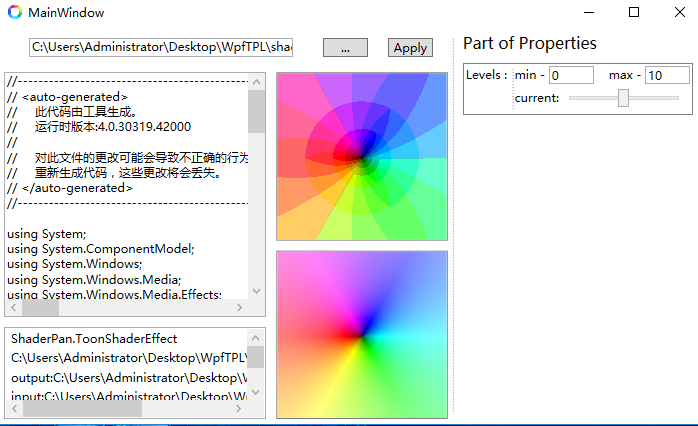 MainWindow
C:\Users\Administrator\Desktop\WpfTPL\shad
...
Apply
Part of Properties
Levels :
min - 0
max - 10
current:
//
// <auto-generated>
// 此代码由工具生成。
// 运行时版本:4.0.30319.42000
//
// 对此文件的更改可能会导致不正确的行为
// 重新生成代码，这些更改将会丢失。
// </auto-generated>
//
using System;
using System.ComponentModel;
using System.Windows;
using System.Windows.Media;
using System.Windows.Media.Effects;
ShaderPan.ToonShaderEffect
C:\Users\Administrator\Desktop\WpfTPL\
output:C:\Users\Administrator\Desktop\W
input:C:\Users\Administrator\Desktop\Wp